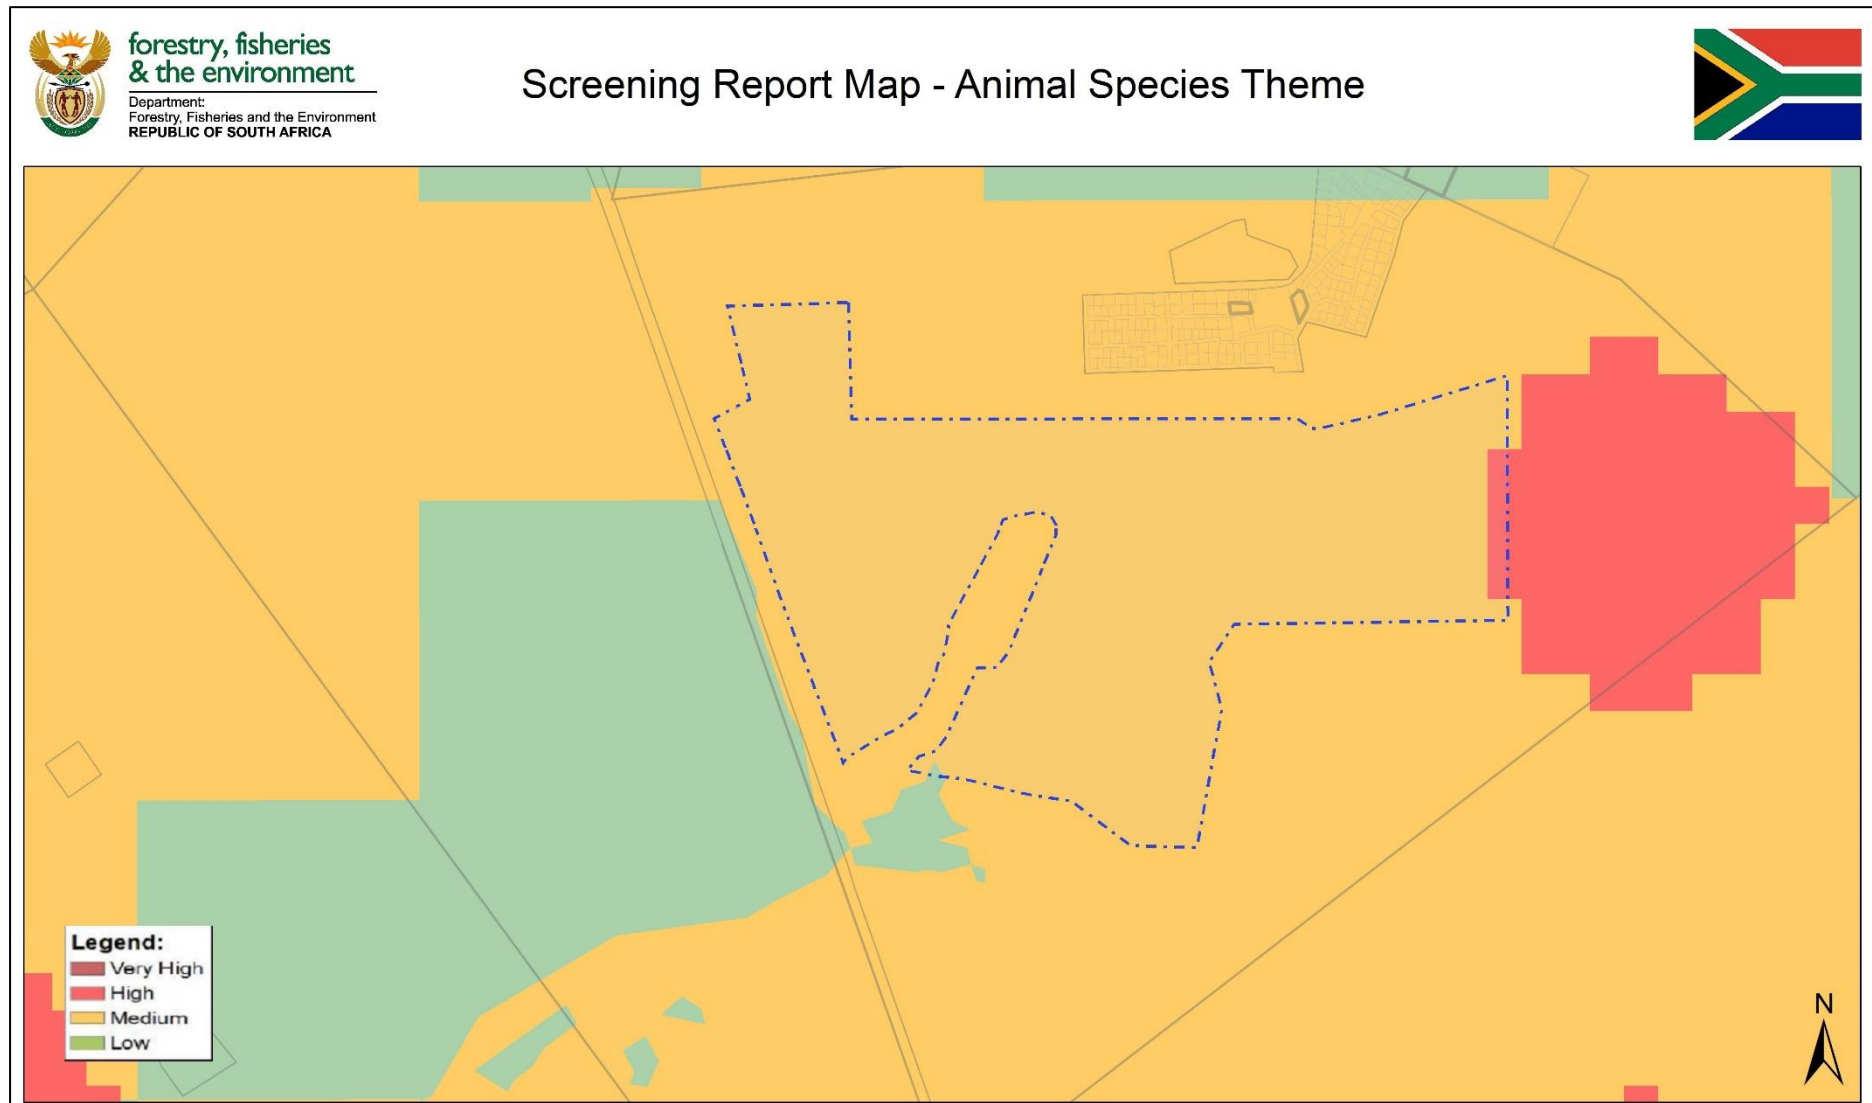 forestry, fisheries
& the environment
Department:
Forestry, Fisheries and the Environment
REPUBLIC OF SOUTH AFRICA
Screening Report Map - Animal Species Theme
Legend:
Very High
High
Medium
Low
N